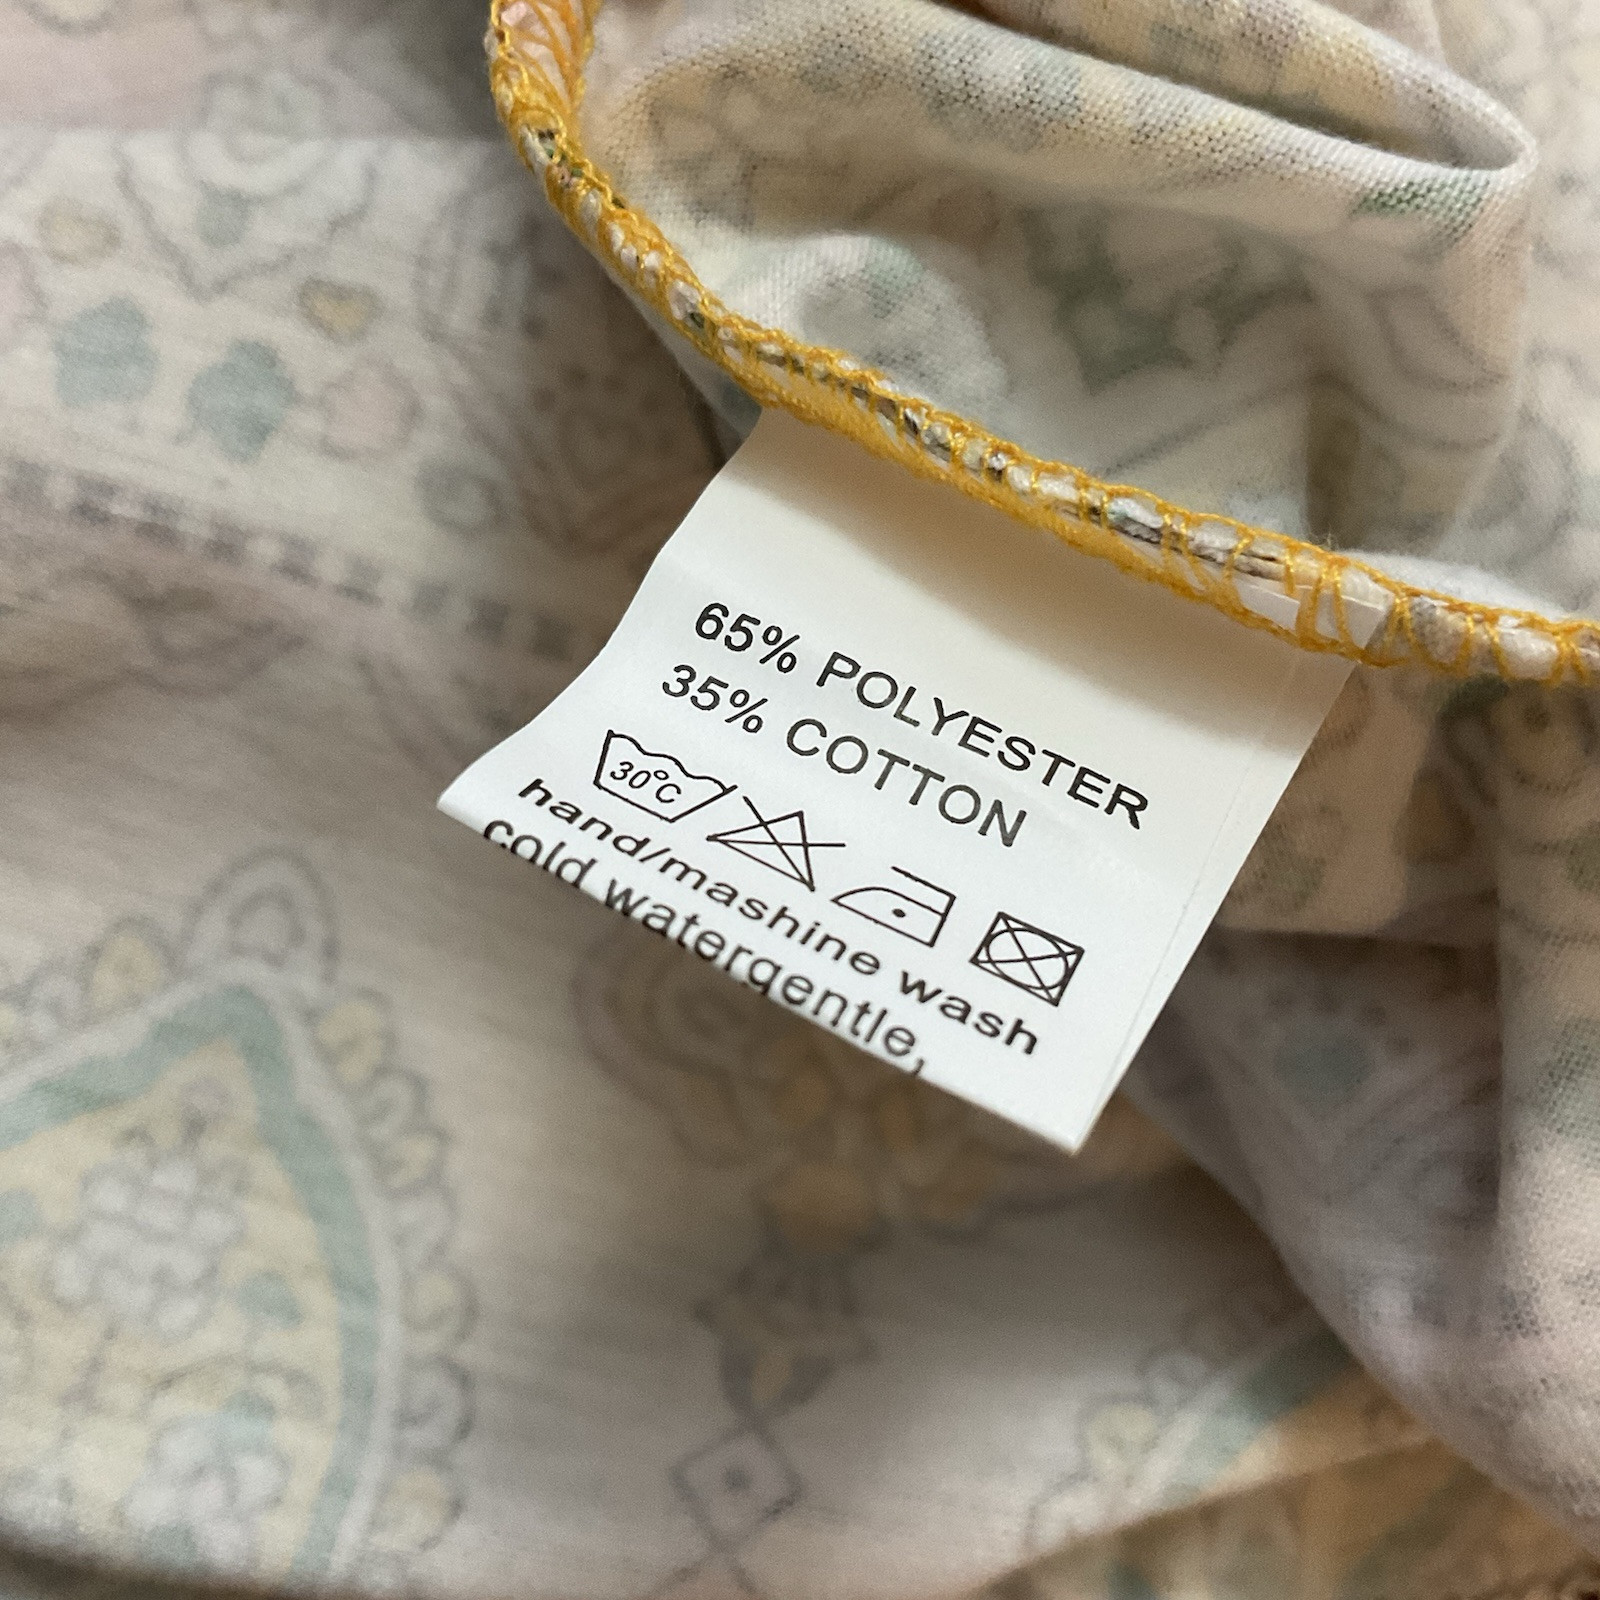 65% POLYESTER
35% COTTON
30°C
hand/mashine wash
cold watergentle,